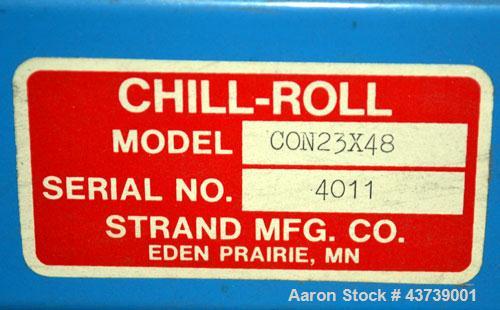 CHILL-ROLL
MODEL CON23X48
SERIAL NO. 4011
STRAND MFG. CO.
EDEN PRAIRIE, MN
Aaron Stock # 43739001